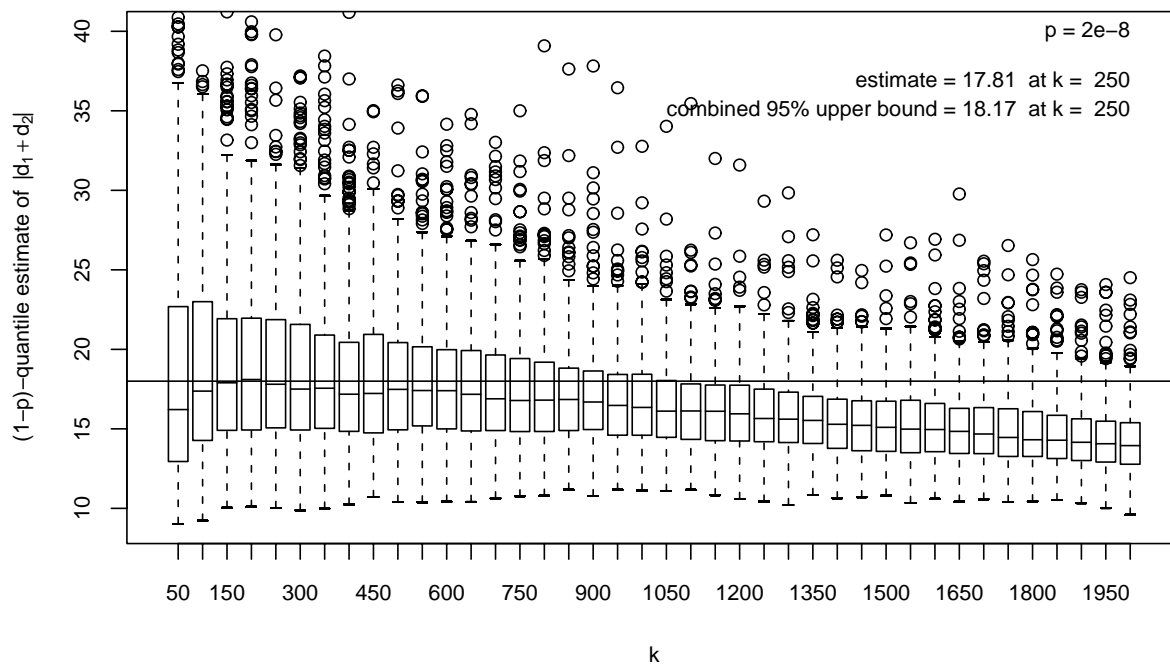 p = 2e−8
estimate = 17.81 at k = 250
combined 95% upper bound = 18.17 at k = 250
(1−p)−quantile estimate of |d1 + d2|
40
35
30
25
20
15
10
50 150 300 450 600 750 900 1050 1200 1350 1500 1650 1800 1950
k